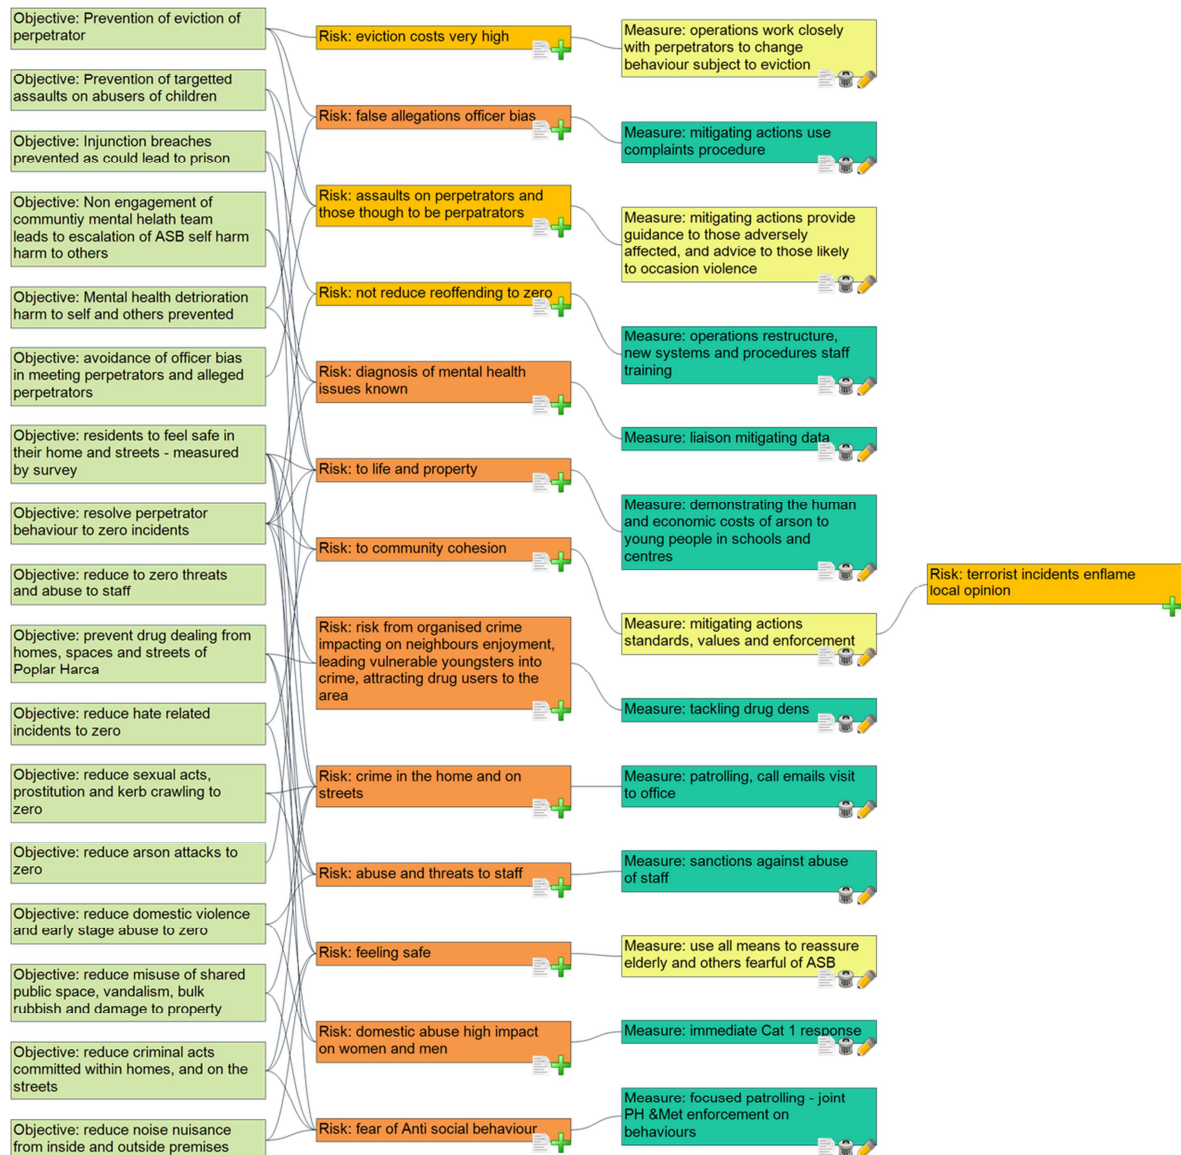 Objective: Prevention of eviction of
perpetrator
Objective: Prevention of targetted
assaults on abusers of children
Objective: Injunction breaches
prevented as could lead to prison
Objective: Non engagement of
communtiy mental helath team
leads to escalation of ASB self harm
harm to others
Objective: Mental health detrioration
harm to self and others prevented
Objective: avoidance of officer bias
in meeting perpetrators and alleged
perpetrators
Objective: residents to feel safe in
their home and streets - measured
by survey
Objective: resolve perpetrator
behaviour to zero incidents
Objective: reduce to zero threats
and abuse to staff
Objective: prevent drug dealing from
homes, spaces and streets of
Poplar Harca
Objective: reduce hate related
incidents to zero
Objective: reduce sexual acts,
prostitution and kerb crawling to
zero
Objective: reduce arson attacks to
zero
Objective: reduce domestic violence
and early stage abuse to zero
Objective: reduce misuse of shared
public space, vandalism, bulk
rubbish and damage to property
Objective: reduce criminal acts
committed within homes, and on the
streets
Objective: reduce noise nuisance
from inside and outside premises
Risk: eviction costs very high
Risk: false allegations officer bias
Risk: assaults on perpetrators and
those though to be perpatrators
Risk: not reduce reoffending to zero
Risk: diagnosis of mental health
issues known
Risk: to life and property
Risk: to community cohesion
Risk: risk from organised crime
impacting on neighbours enjoyment,
leading vulnerable youngsters into
crime, attracting drug users to the
area
Risk: crime in the home and on
streets
Risk: abuse and threats to staff
Risk: feeling safe
Risk: domestic abuse high impact
on women and men
Risk: fear of Anti social behaviour
Measure: operations work closely
with perpetrators to change
behaviour subject to eviction
Measure: mitigating actions use
complaints procedure
Measure: mitigating actions provide
guidance to those adversely
affected, and advice to those likely
to occasion violence
Measure: operations restructure,
new systems and procedures staff
training
Measure: liaison mitigating data
Measure: demonstrating the human
and economic costs of arson to
young people in schools and
centres
Measure: mitigating actions
standards, values and enforcement
Measure: tackling drug dens
Measure: patrolling, call emails visit
to office
Measure: sanctions against abuse
of staff
Measure: use all means to reassure
elderly and others fearful of ASB
Measure: immediate Cat 1 response
Measure: focused patrolling - joint
PH &Met enforcement on
behaviours
Risk: terrorist incidents enflame
local opinion